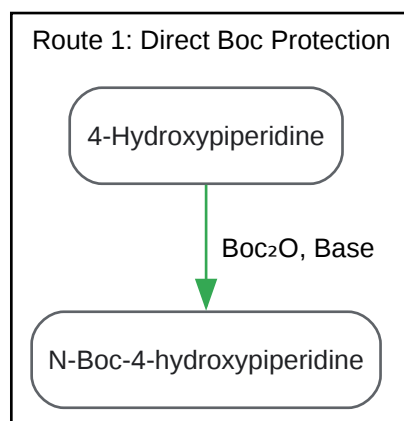 Route 1: Direct Boc Protection
4-Hydroxypiperidine
Boc₂O, Base
N-Boc-4-hydroxypiperidine